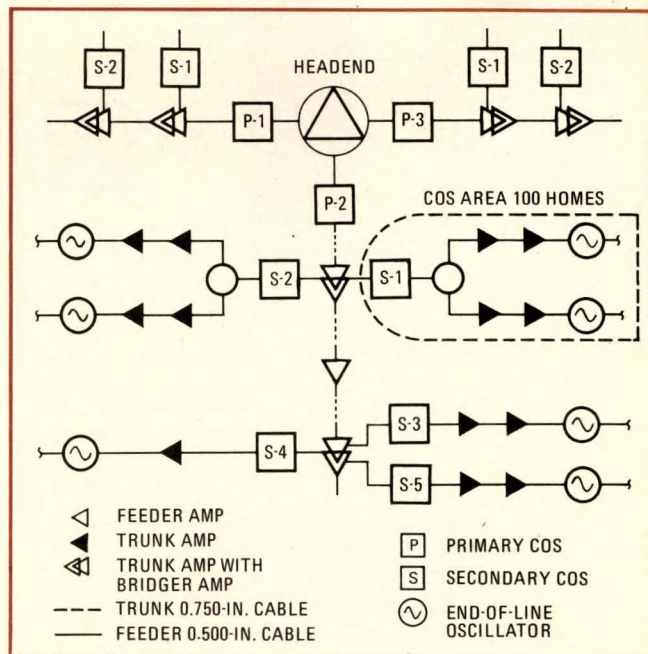 HEADEND
S-2 S-1 S-1 S-2
P-1 P-3
P-2
COS AREA 100 HOMES
S-2 S-1
S-3
S-4
S-5
FEEDER AMP
TRUNK AMP
TRUNK AMP WITH
BRIDGER AMP
TRUNK 0.750-IN. CABLE
FEEDER 0.500-IN. CABLE
P PRIMARY COS
S SECONDARY COS
END-OF-LINE
OSCILLATOR